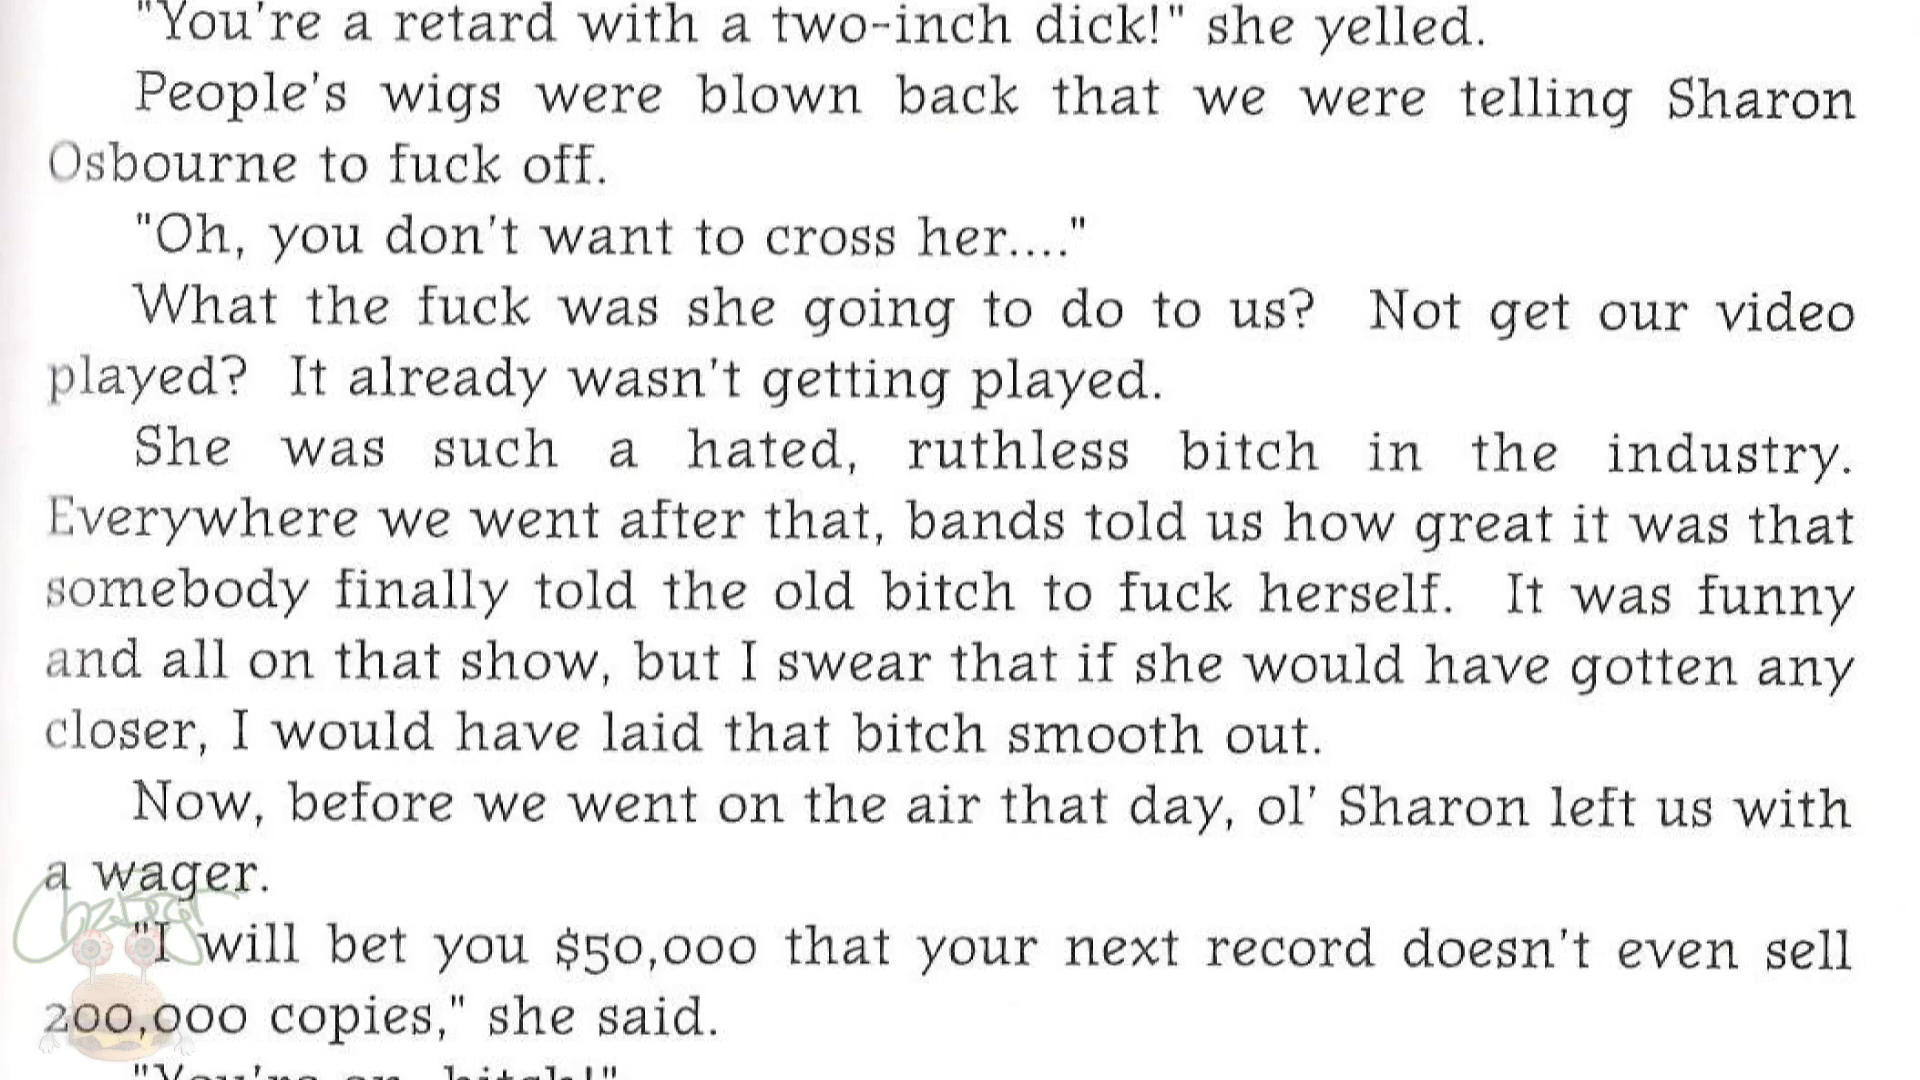 "You're a retard with a two-inch dick!" she yelled.
People's wigs were blown back that we were telling Sharon
Osbourne to fuck off.
"Oh, you don't want to cross her...."
What the fuck was she going to do to us? Not get our video
played? It already wasn't getting played.
She was such a hated, ruthless bitch in the industry.
Everywhere we went after that, bands told us how great it was that
somebody finally told the old bitch to fuck herself. It was funny
and all on that show, but I swear that if she would have gotten any
closer, I would have laid that bitch smooth out.
Now, before we went on the air that day, ol' Sharon left us with
a wager.
"I will bet you $50,000 that your next record doesn't even sell
200,000 copies," she said.
"You're on, bitch!"